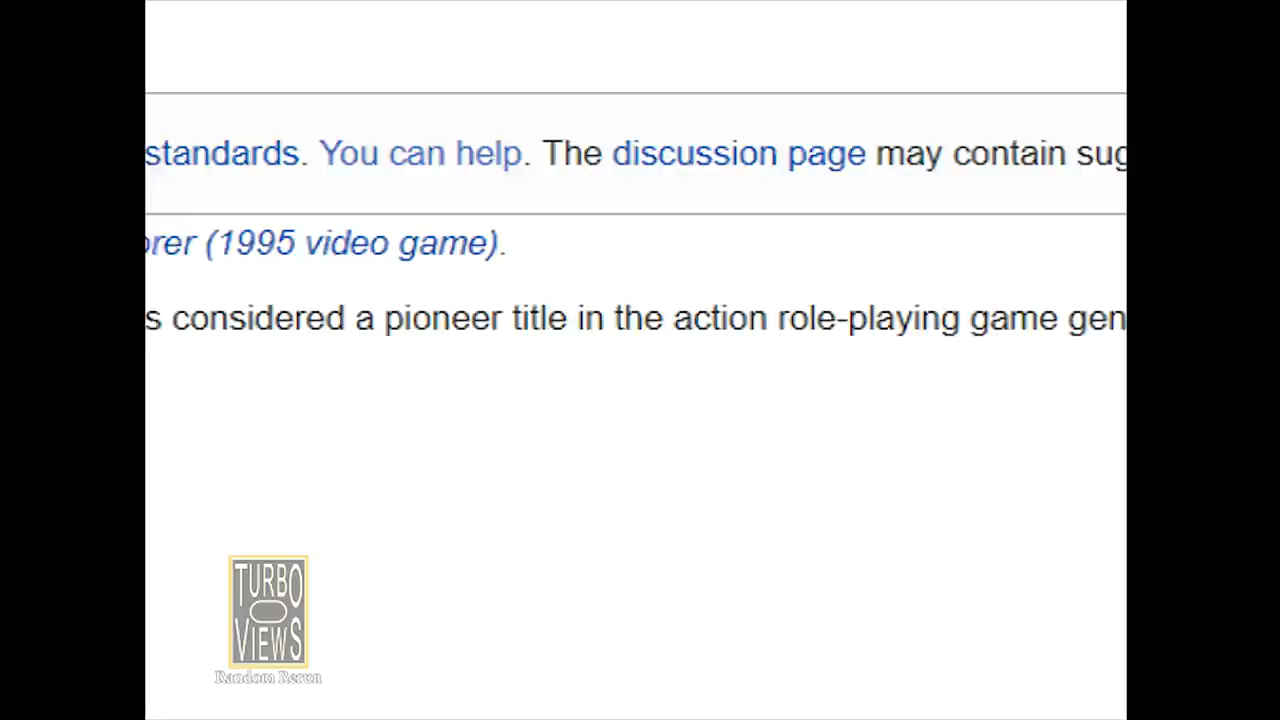 standards. You can help. The discussion page may contain sug
orer (1995 video game).
s considered a pioneer title in the action role-playing game gen
TURBO
VIEWS
Random Rerun